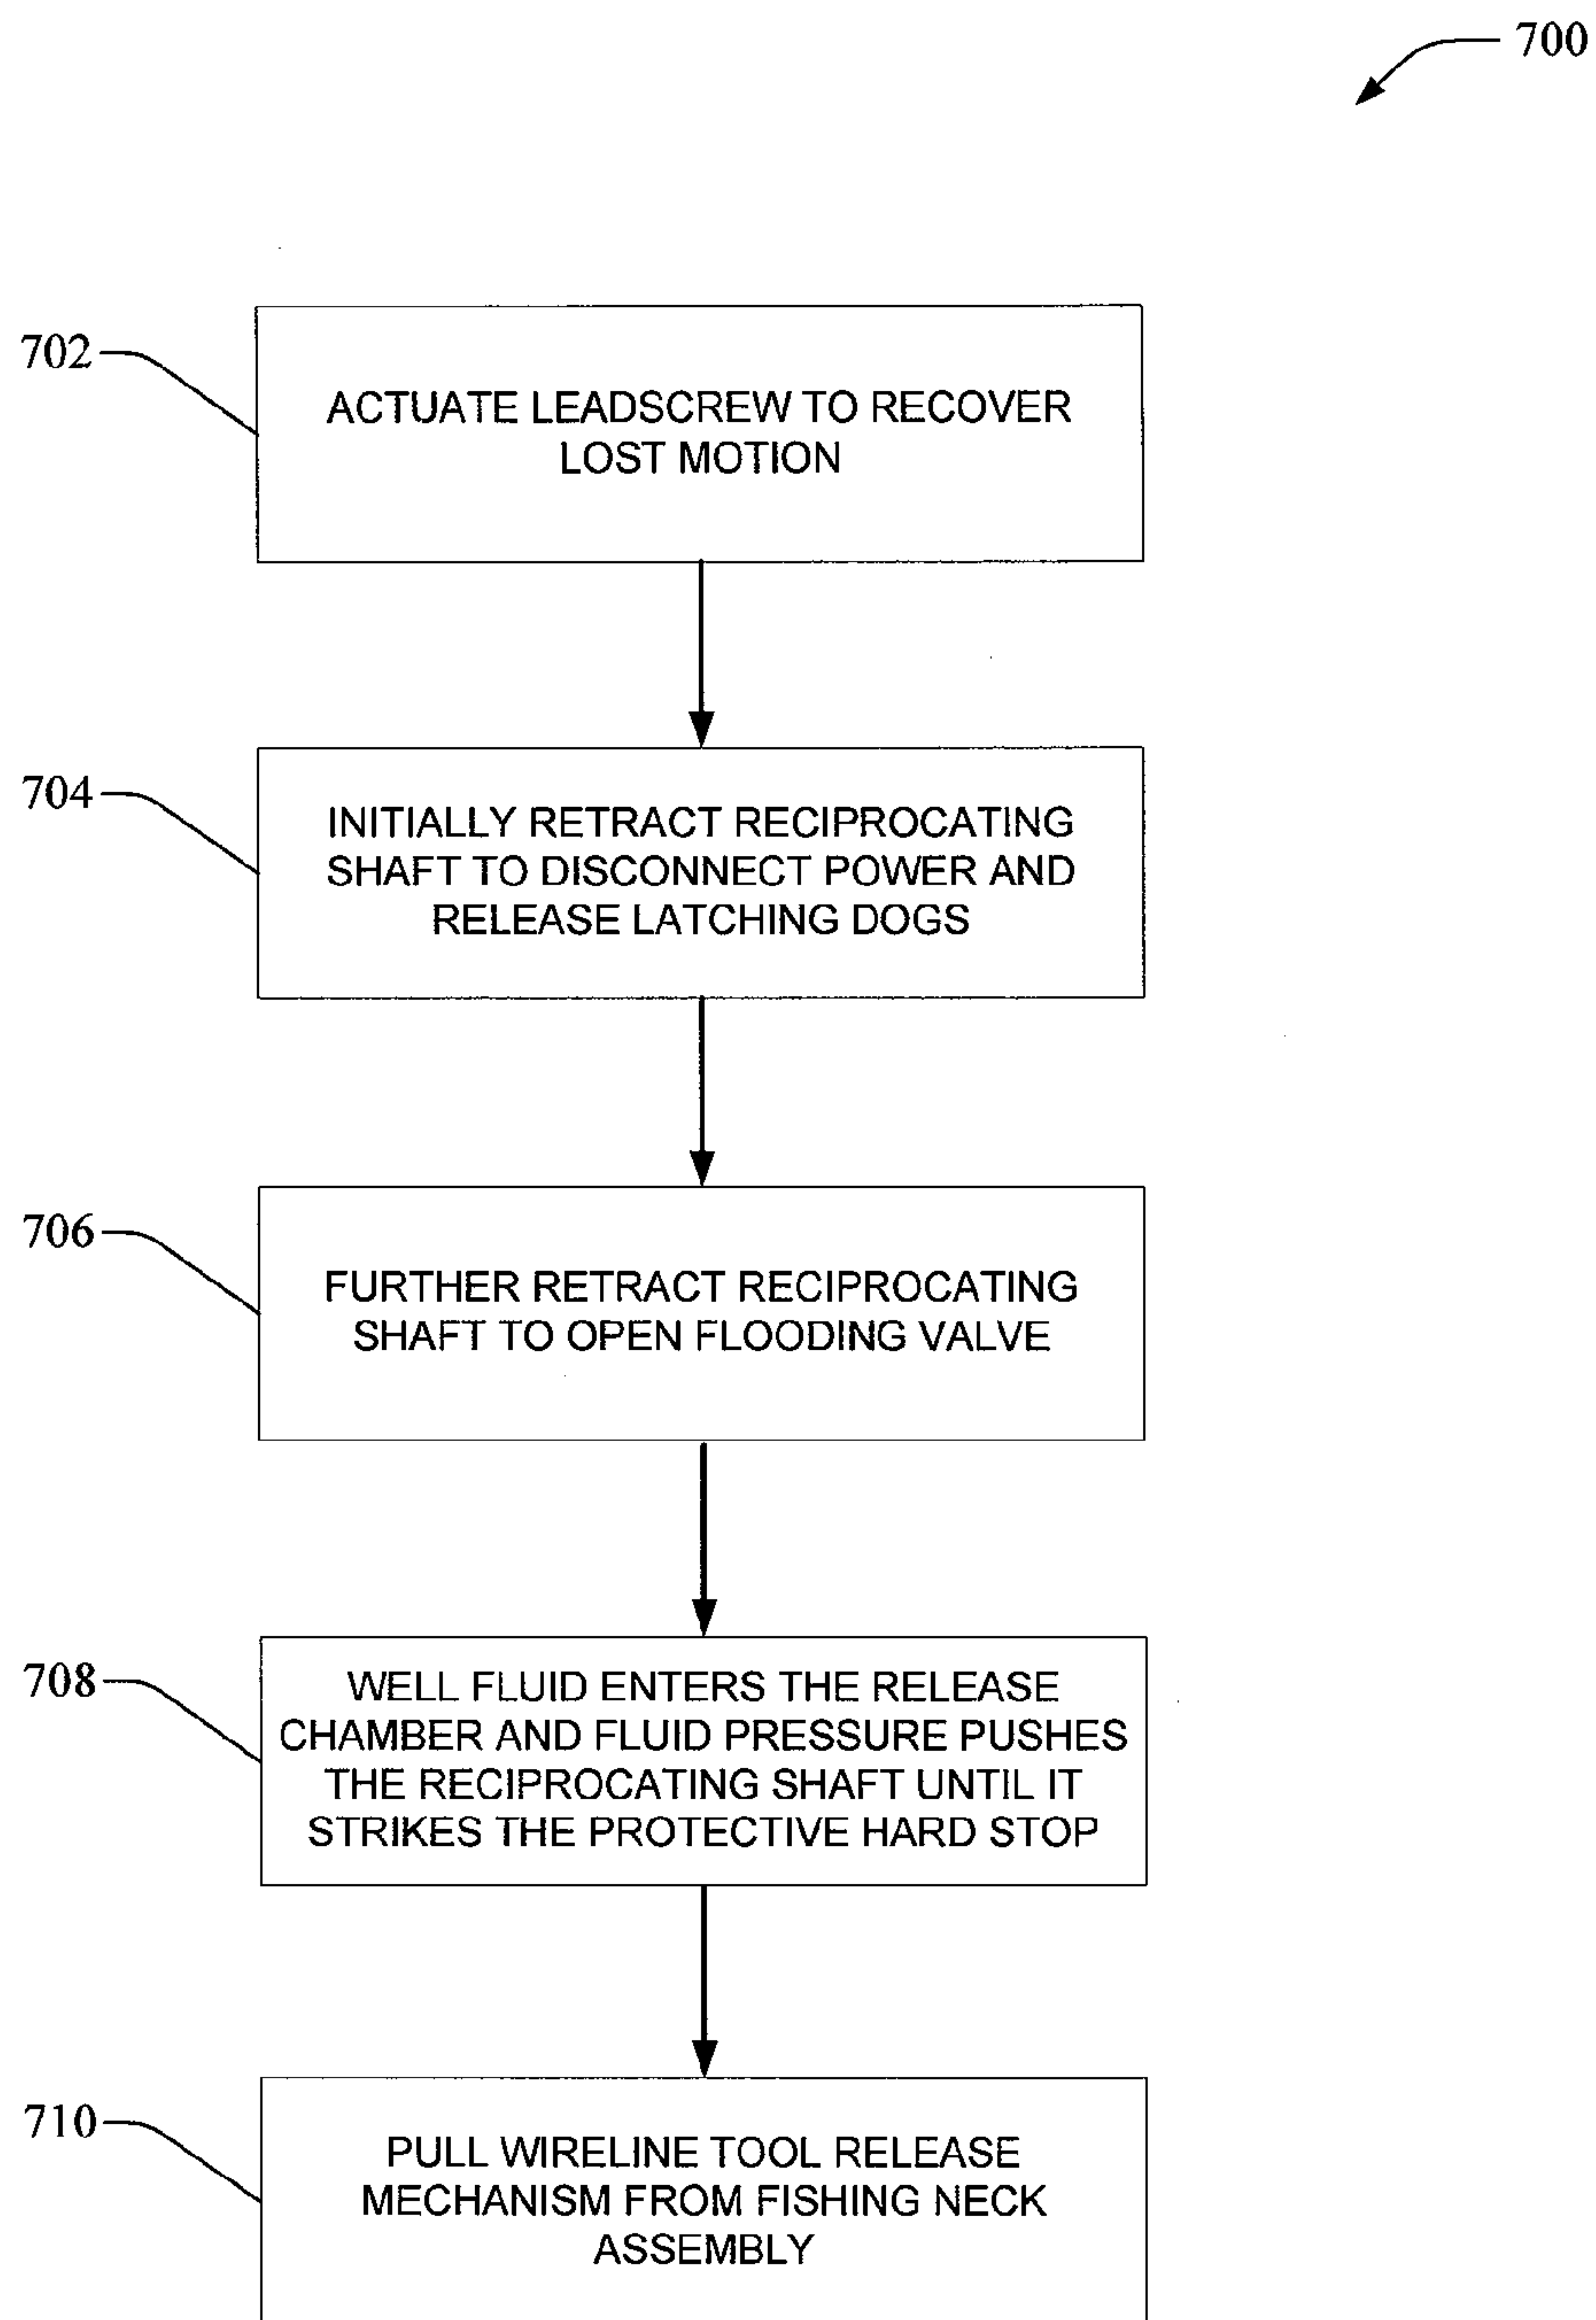 700
702
ACTUATE LEADSCREW TO RECOVER
LOST MOTION
704
INITIALLY RETRACT RECIPROCATING
SHAFT TO DISCONNECT POWER AND
RELEASE LATCHING DOGS
706
FURTHER RETRACT RECIPROCATING
SHAFT TO OPEN FLOODING VALVE
708
WELL FLUID ENTERS THE RELEASE
CHAMBER AND FLUID PRESSURE PUSHES
THE RECIPROCATING SHAFT UNTIL IT
STRIKES THE PROTECTIVE HARD STOP
710
PULL WIRELINE TOOL RELEASE
MECHANISM FROM FISHING NECK
ASSEMBLY